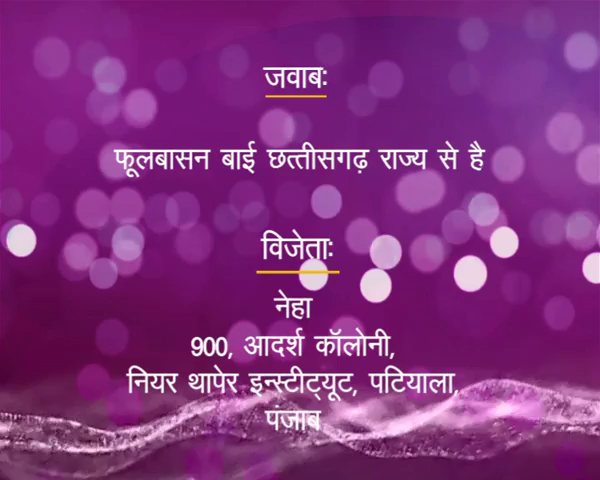 जवाबः
फूलबासन बाई छत्तीसगढ़ राज्य से है
विजेताः
नेहा
900, आदर्श कॉलोनी,
नियर थापेर इन्स्टीट्यूट, पटियाला,
पंजाब